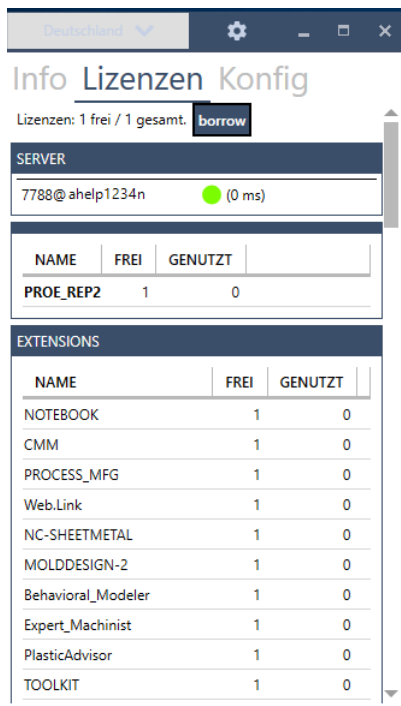 Deutschland
Info Lizenzen Konfig
Lizenzen: 1 frei / 1 gesamt. borrow
SERVER
7788@ahelp1234n (0 ms)
NAME FREI GENUTZT
PROE_REP2 1 0
EXTENSIONS
NAME FREI GENUTZT
NOTEBOOK 1 0
CMM 1 0
PROCESS_MFG 1 0
Web.Link 1 0
NC-SHEETMETAL 1 0
MOLDDESIGN-2 1 0
Behavioral_Modeler 1 0
Expert_Machinist 1 0
PlasticAdvisor 1 0
TOOLKIT 1 0